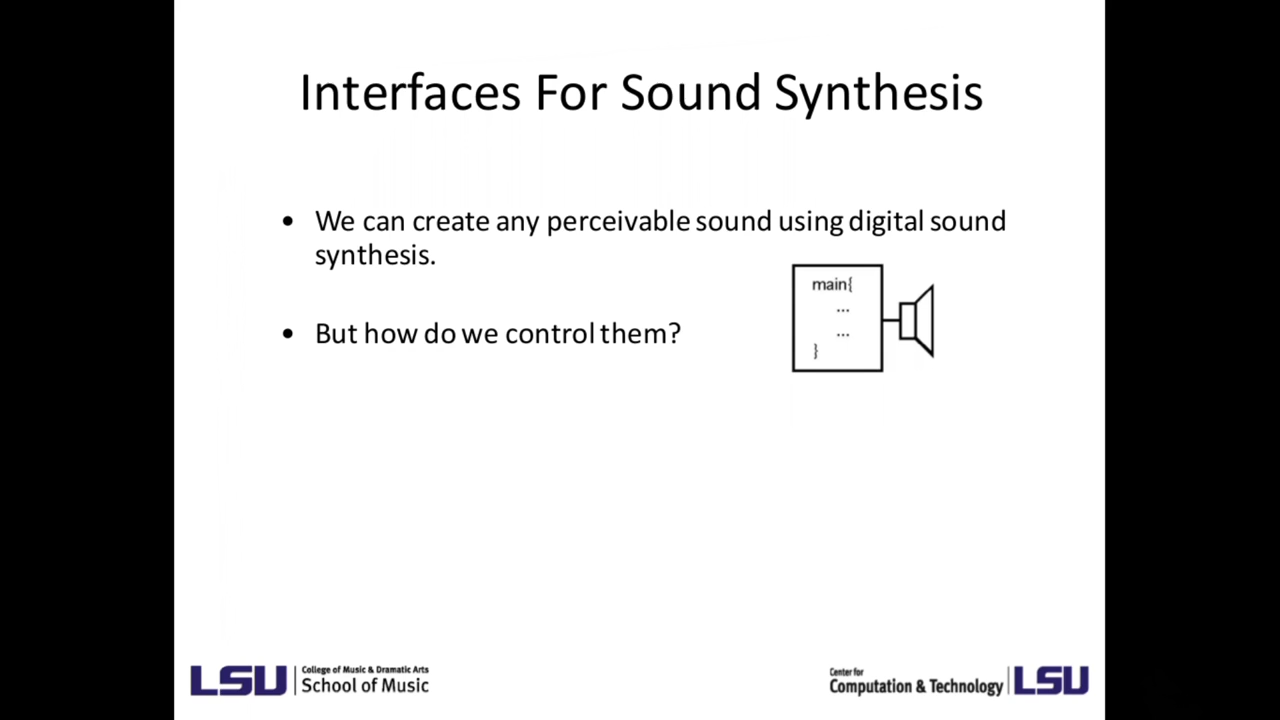 Interfaces For Sound Synthesis
• We can create any perceivable sound using digital sound
synthesis.
main{
...
• But how do we control them?
...
}
LSU
College of Music & Dramatic Arts
School of Music
Center for
Computation & Technology
LSU